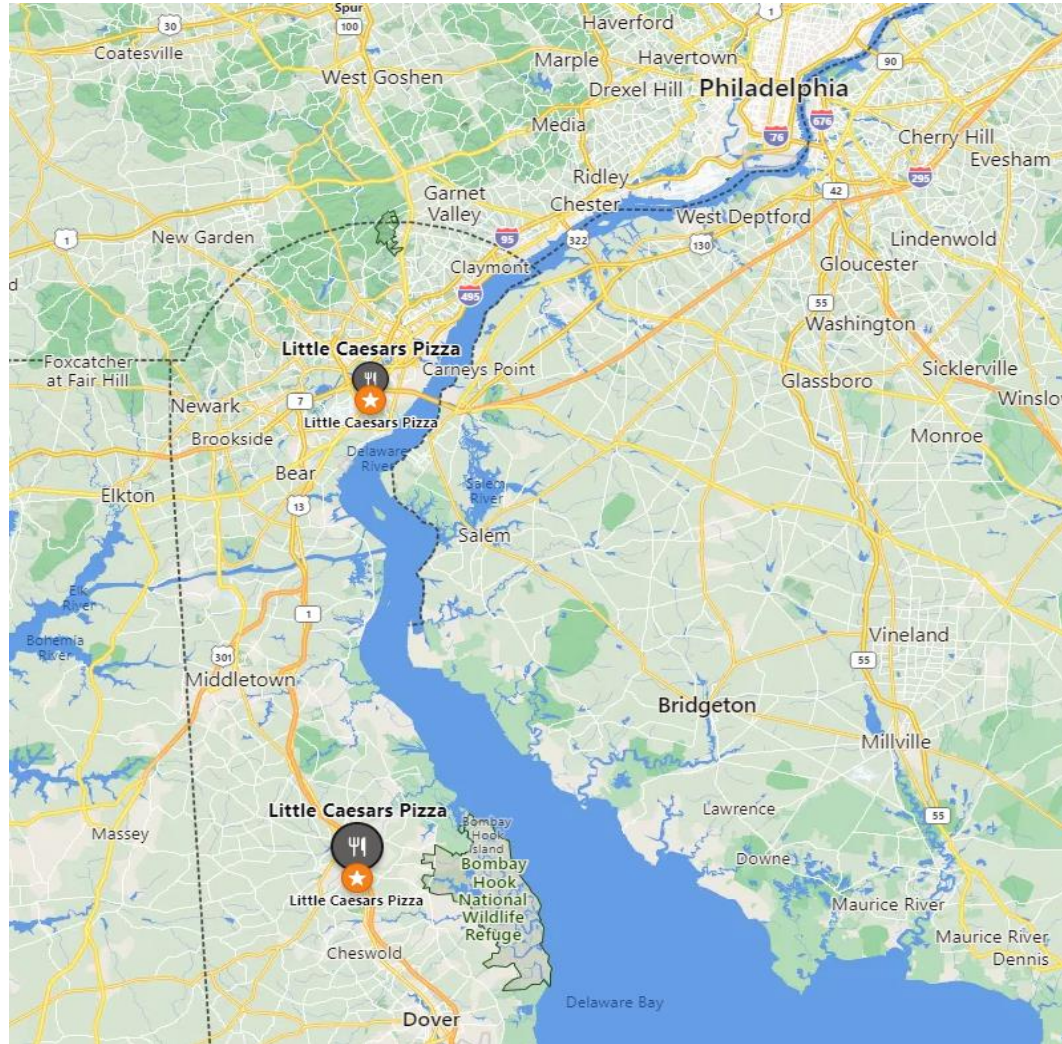 Spur
30
100
Coatesville
West Goshen
Haverford
1
Marple
Havertown
90
Drexel Hill
Philadelphia
Media
76
676
Cherry Hill
Evesham
Ridley
295
Garnet
Valley
Chester
42
West Deptford
1
New Garden
95
322
130
Lindenwold
d
Claymont
Gloucester
495
55
Washington
Little Caesars Pizza
Foxcatcher
at Fair Hill
Carneys Point
Sicklerville
Glassboro
Newark
7
Winslo
Little Caesars Pizza
Brookside
Monroe
Delaware
River
Bear
Salem
River
Elkton
13
Salem
Elk
River
1
Bohemia
River
Vineland
301
55
Middletown
Bridgeton
Millville
Little Caesars Pizza
Lawrence
55
Massey
Bombay
Hook
Island
Downe
Bombay
Hook
National
Wildlife
Refuge
Little Caesars Pizza
Maurice River
Cheswold
Maurice River
Dennis
Delaware Bay
Dover